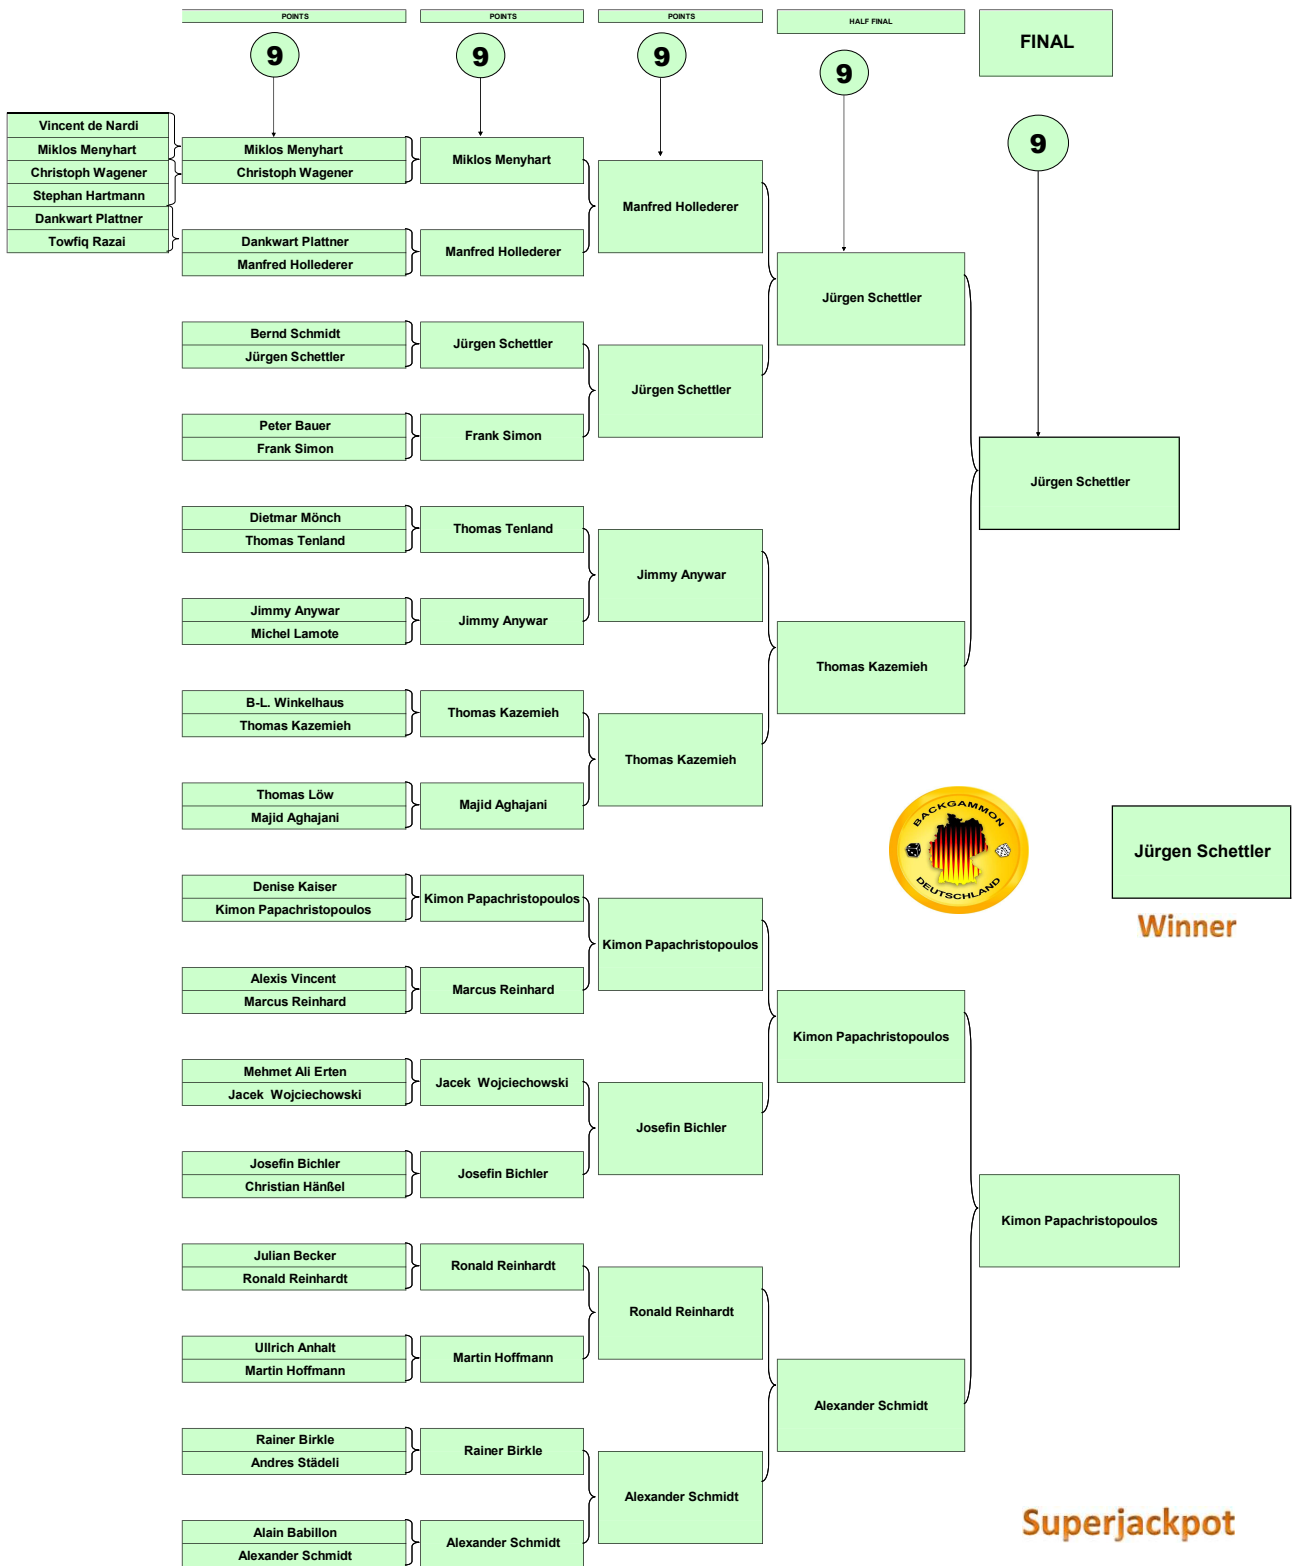 POINTS
POINTS
POINTS
HALF FINAL
FINAL
9
9
9
9
9
Vincent de Nardi
Miklos Menyhart
Christoph Wagener
Stephan Hartmann
Dankwart Plattner
Towfiq Razai
Miklos Menyhart
Christoph Wagener
Dankwart Plattner
Manfred Hollederer
Bernd Schmidt
Jürgen Schettler
Peter Bauer
Frank Simon
Dietmar Mönch
Thomas Tenland
Jimmy Anywar
Michel Lamote
B-L. Winkelhaus
Thomas Kazemieh
Thomas Löw
Majid Aghajani
Denise Kaiser
Kimon Papachristopoulos
Alexis Vincent
Marcus Reinhard
Mehmet Ali Erten
Jacek  Wojciechowski
Josefin Bichler
Christian Hänßel
Julian Becker
Ronald Reinhardt
Ullrich Anhalt
Martin Hoffmann
Rainer Birkle
Andres Städeli
Alain Babillon
Alexander Schmidt
Miklos Menyhart
Manfred Hollederer
Jürgen Schettler
Frank Simon
Thomas Tenland
Jimmy Anywar
Thomas Kazemieh
Majid Aghajani
Kimon Papachristopoulos
Marcus Reinhard
Jacek  Wojciechowski
Josefin Bichler
Ronald Reinhardt
Martin Hoffmann
Rainer Birkle
Alexander Schmidt
Manfred Hollederer
Jürgen Schettler
Jimmy Anywar
Thomas Kazemieh
Kimon Papachristopoulos
Josefin Bichler
Ronald Reinhardt
Alexander Schmidt
Jürgen Schettler
Thomas Kazemieh
Kimon Papachristopoulos
Alexander Schmidt
Jürgen Schettler
Kimon Papachristopoulos
BACKGAMMON
DEUTSCHLAND
Jürgen Schettler
Winner
Superjackpot